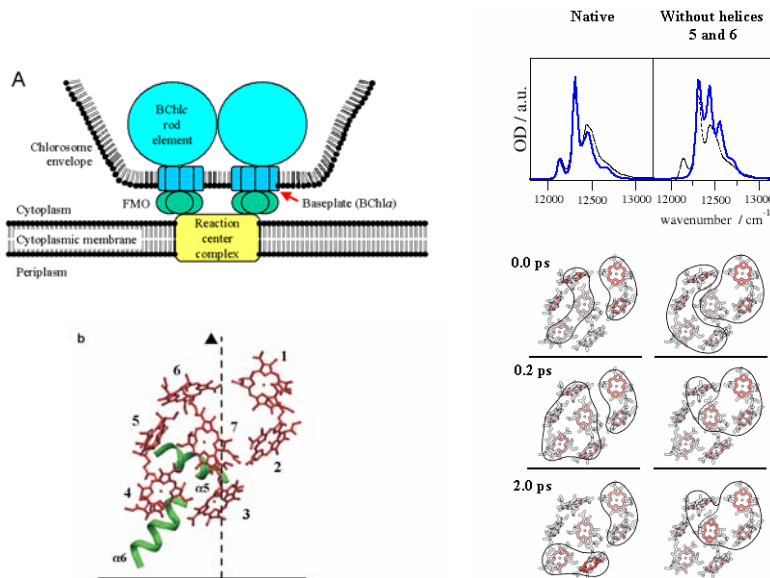 A
BChlc
rod
element
Chlorosome
envelope
FMO
Baseplate (BChla)
Cytoplasm
Reaction
center
complex
Cytoplasmic membrane
Periplasm
b
1
6
5
7
2
4
α5
3
α6
Native
Without helices
5 and 6
OD / a.u.
12000 12500 12000 12500 13000
wavenumber / cm⁻¹
0.0 ps
0.2 ps
2.0 ps